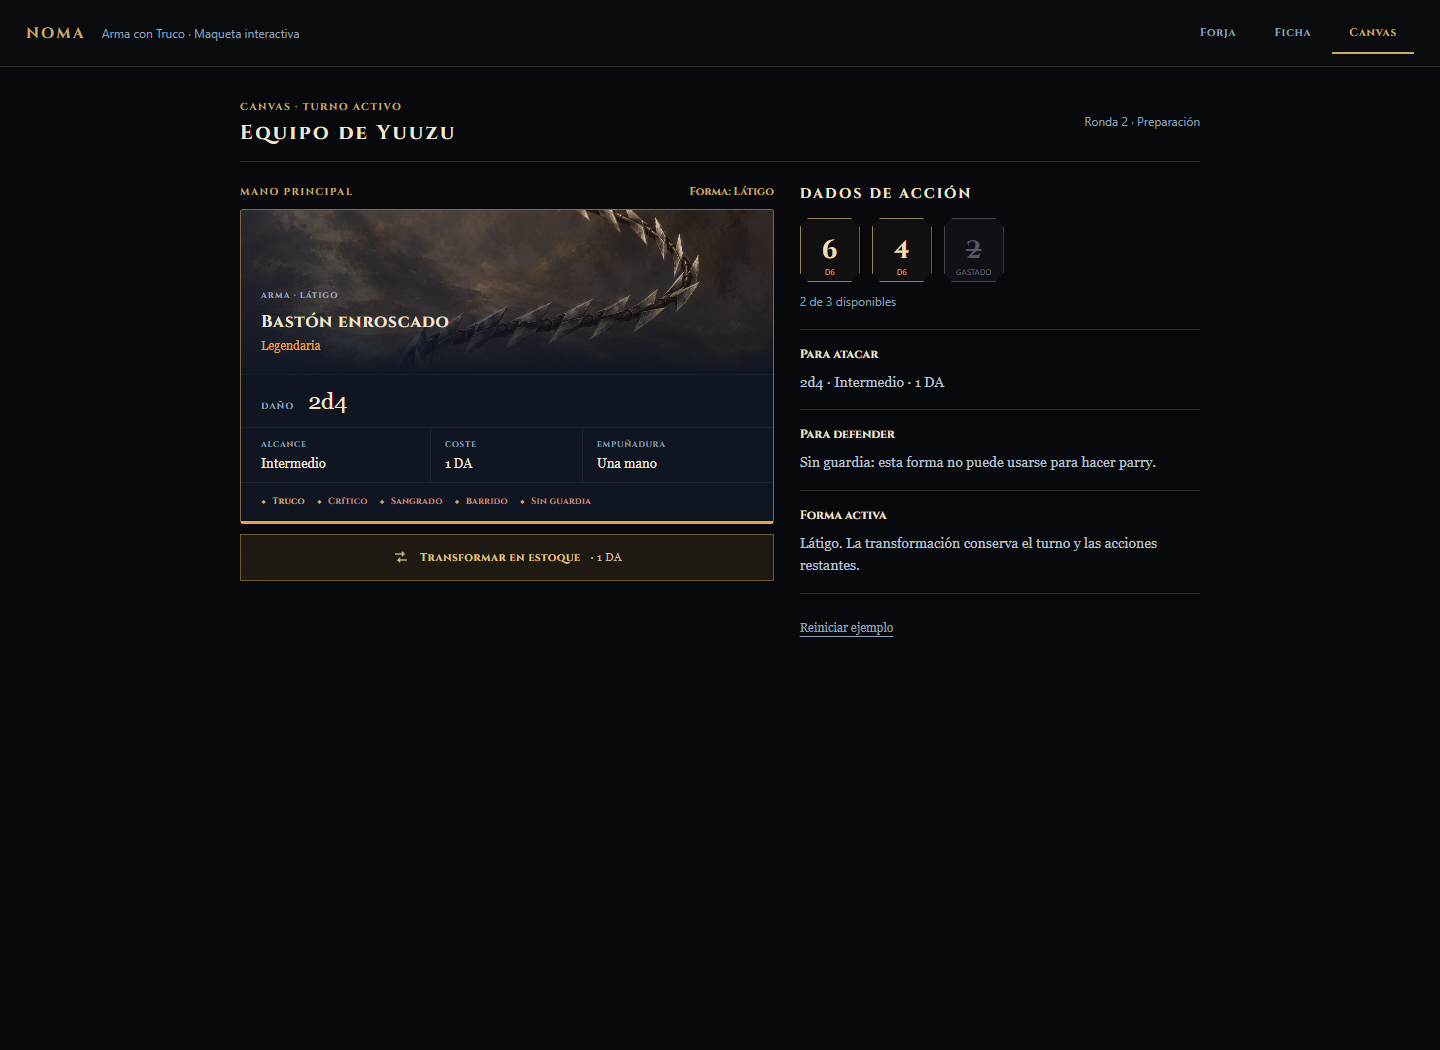 NOMA Arma con Truco · Maqueta interactiva Forja Ficha Canvas
CANVAS · TURNO ACTIVO
Equipo de Yuuzu
Ronda 2 · Preparación
MANO PRINCIPAL Forma: Látigo
ARMA · LÁTIGO
Bastón enroscado
Legendaria
DAÑO 2d4
ALCANCE COSTE EMPUÑADURA
Intermedio 1 DA Una mano
Truco Crítico Sangrado Barrido Sin guardia
Transformar en estoque · 1 DA
DADOS DE ACCIÓN
6 4 2
D6 D6 GASTADO
2 de 3 disponibles
Para atacar
2d4 · Intermedio · 1 DA
Para defender
Sin guardia: esta forma no puede usarse para hacer parry.
Forma activa
Látigo. La transformación conserva el turno y las acciones
restantes.
Reiniciar ejemplo